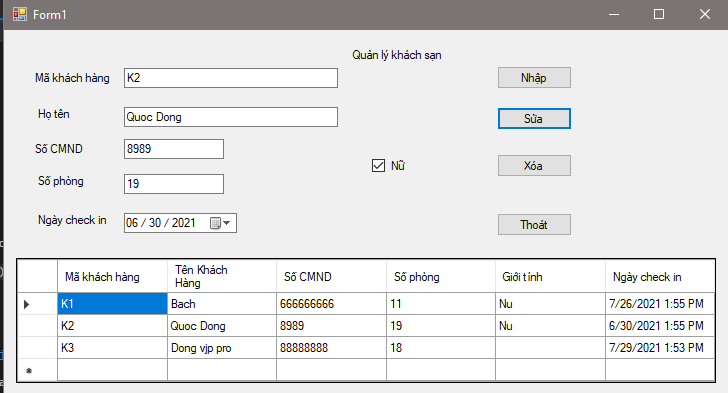 Form1
Quản lý khách sạn
Mã khách hàng K2 Nhập
Họ tên Quoc Dong Sửa
Số CMND 8989
Nữ Xóa
Số phòng 19
Ngày check in 06 / 30 / 2021 Thoát
Mã khách hàng Tên Khách Hàng Số CMND Số phòng Giới tính Ngày check in
K1 Bach 666666666 11 Nu 7/26/2021 1:55 PM
K2 Quoc Dong 8989 19 Nu 6/30/2021 1:55 PM
K3 Dong vjp pro 88888888 18 7/29/2021 1:53 PM